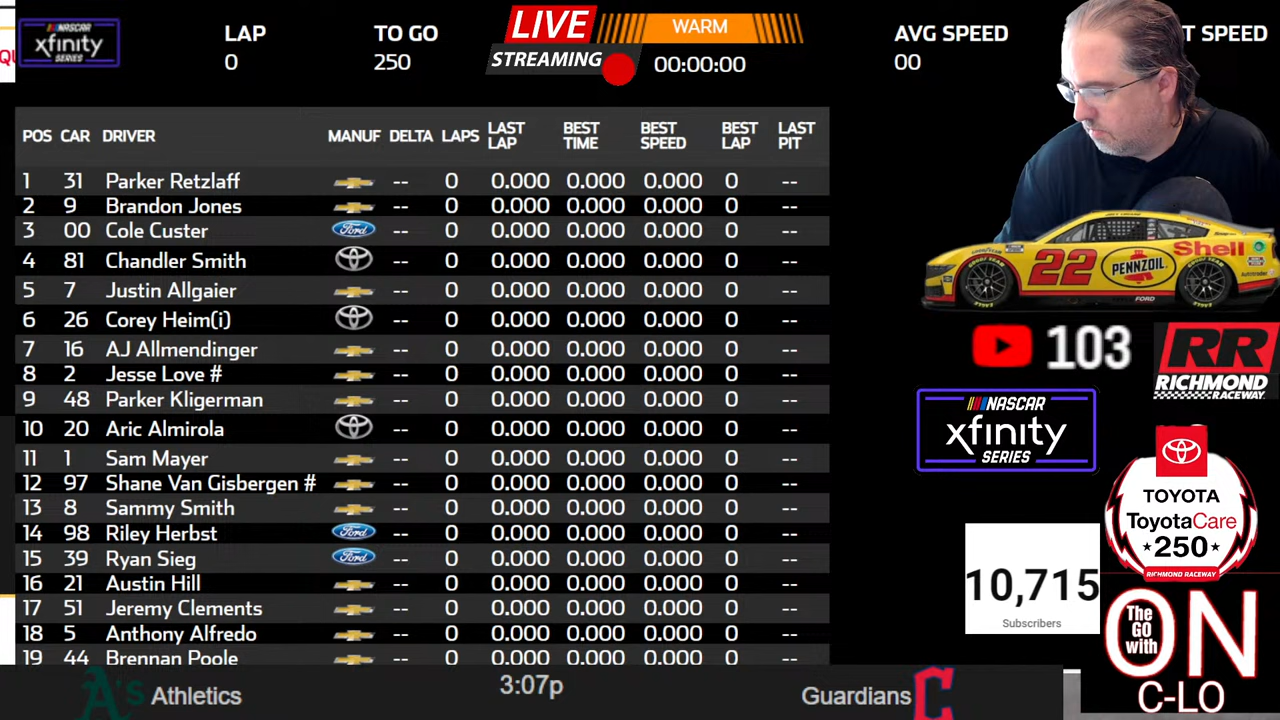 NASCAR
xfinity
SERIES
LAP
0
TO GO
250
LIVE
STREAMING
WARM
00:00:00
AVG SPEED
00
T SPEED
POS CAR DRIVER MANUF DELTA LAPS LAST LAP BEST TIME BEST SPEED BEST LAP LAST PIT
1 31 Parker Retzlaff -- 0 0.000 0.000 0.000 0 --
2 9 Brandon Jones -- 0 0.000 0.000 0.000 0 --
3 00 Cole Custer Ford -- 0 0.000 0.000 0.000 0 --
4 81 Chandler Smith -- 0 0.000 0.000 0.000 0 --
5 7 Justin Allgaier -- 0 0.000 0.000 0.000 0 --
6 26 Corey Heim(i) -- 0 0.000 0.000 0.000 0 --
7 16 AJ Allmendinger -- 0 0.000 0.000 0.000 0 --
8 2 Jesse Love # -- 0 0.000 0.000 0.000 0 --
9 48 Parker Kligerman -- 0 0.000 0.000 0.000 0 --
10 20 Aric Almirola -- 0 0.000 0.000 0.000 0 --
11 1 Sam Mayer -- 0 0.000 0.000 0.000 0 --
12 97 Shane Van Gisbergen # -- 0 0.000 0.000 0.000 0 --
13 8 Sammy Smith -- 0 0.000 0.000 0.000 0 --
14 98 Riley Herbst Ford -- 0 0.000 0.000 0.000 0 --
15 39 Ryan Sieg Ford -- 0 0.000 0.000 0.000 0 --
16 21 Austin Hill -- 0 0.000 0.000 0.000 0 --
17 51 Jeremy Clements -- 0 0.000 0.000 0.000 0 --
18 5 Anthony Alfredo -- 0 0.000 0.000 0.000 0 --
19 44 Brennan Poole -- 0 0.000 0.000 0.000 0 --
22
PENNZOIL
Shell
FORD
103
RR
RICHMOND
RACEWAY
NASCAR
xfinity
SERIES
TOYOTA
ToyotaCare
250
RICHMOND RACEWAY
10,715
Subscribers
The
GO
with
ON
C-LO
A's Athletics
3:07p
Guardians C